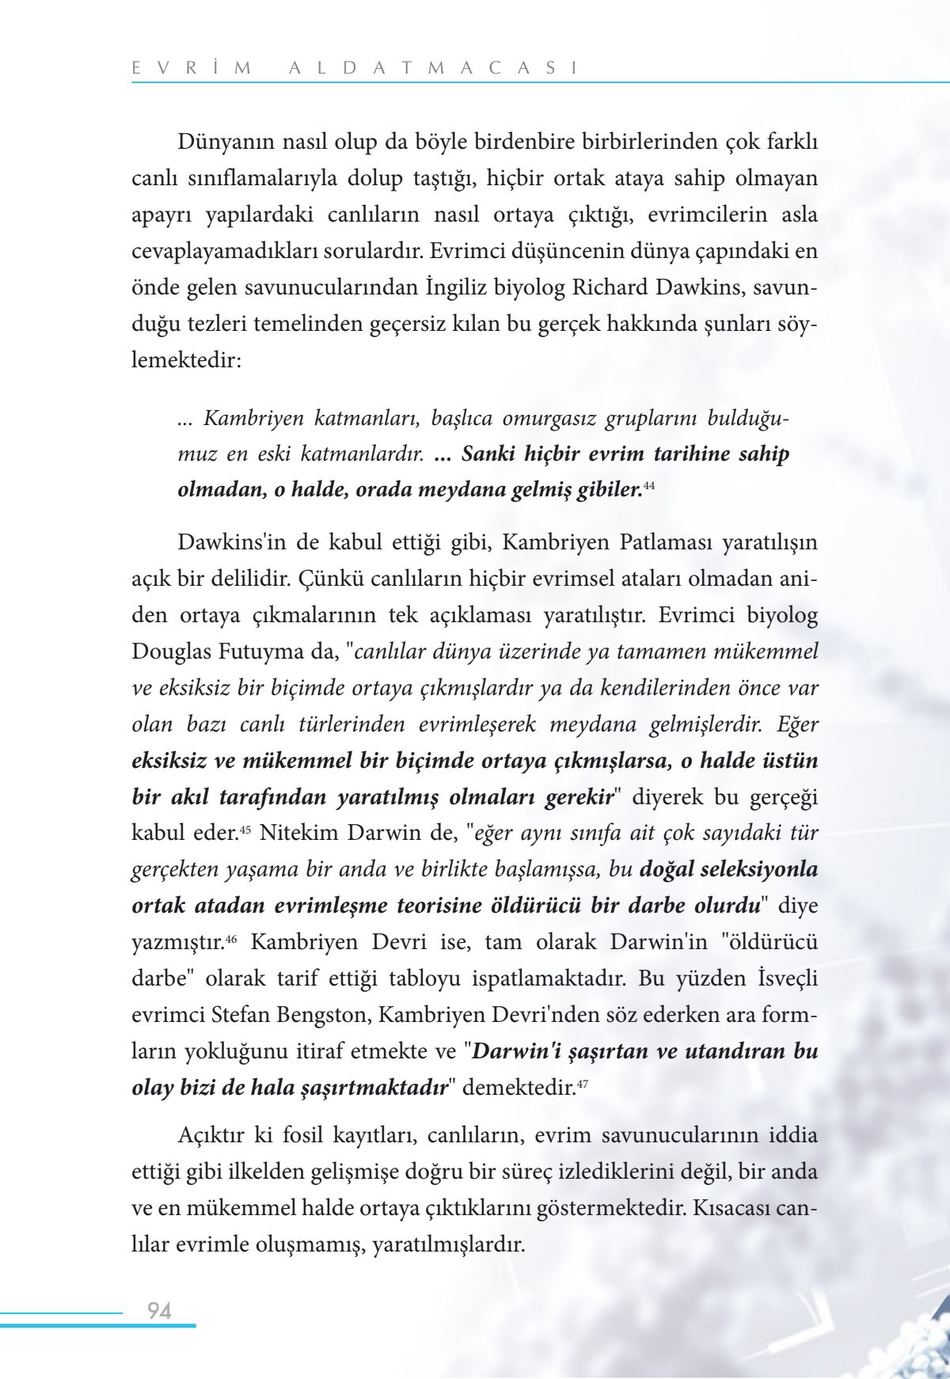 EVRİM ALDATMACASI
Dünyanın nasıl olup da böyle birdenbire birbirlerinden çok farklı
canlı sınıflamalarıyla dolup taştığı, hiçbir ortak ataya sahip olmayan
apayrı yapılardaki canlıların nasıl ortaya çıktığı, evrimcilerin asla
cevaplayamadıkları sorulardır. Evrimci düşüncenin dünya çapındaki en
önde gelen savunucularından İngiliz biyolog Richard Dawkins, savun-
duğu tezleri temelinden geçersiz kılan bu gerçek hakkında şunları söy-
lemektedir:
... Kambriyen katmanları, başlıca omurgasız gruplarını bulduğu-
muz en eski katmanlardır. ... Sanki hiçbir evrim tarihine sahip
olmadan, o halde, orada meydana gelmiş gibiler.44
Dawkins'in de kabul ettiği gibi, Kambriyen Patlaması yaratılışın
açık bir delilidir. Çünkü canlıların hiçbir evrimsel ataları olmadan ani-
den ortaya çıkmalarının tek açıklaması yaratılıştır. Evrimci biyolog
Douglas Futuyma da, "canlılar dünya üzerinde ya tamamen mükemmel
ve eksiksiz bir biçimde ortaya çıkmışlardır ya da kendilerinden önce var
olan bazı canlı türlerinden evrimleşerek meydana gelmişlerdir. Eğer
eksiksiz ve mükemmel bir biçimde ortaya çıkmışlarsa, o halde üstün
bir akıl tarafından yaratılmış olmaları gerekir" diyerek bu gerçeği
kabul eder.45 Nitekim Darwin de, "eğer aynı sınıfa ait çok sayıdaki tür
gerçekten yaşama bir anda ve birlikte başlamışsa, bu doğal seleksiyonla
ortak atadan evrimleşme teorisine öldürücü bir darbe olurdu" diye
yazmıştır.46 Kambriyen Devri ise, tam olarak Darwin'in "öldürücü
darbe" olarak tarif ettiği tabloyu ispatlamaktadır. Bu yüzden İsveçli
evrimci Stefan Bengston, Kambriyen Devri'nden söz ederken ara form-
ların yokluğunu itiraf etmekte ve "Darwin'i şaşırtan ve utandıran bu
olay bizi de hala şaşırtmaktadır" demektedir.47
Açıktır ki fosil kayıtları, canlıların, evrim savunucularının iddia
ettiği gibi ilkelden gelişmişe doğru bir süreç izlediklerini değil, bir anda
ve en mükemmel halde ortaya çıktıklarını göstermektedir. Kısacası can-
lılar evrimle oluşmamış, yaratılmışlardır.
94